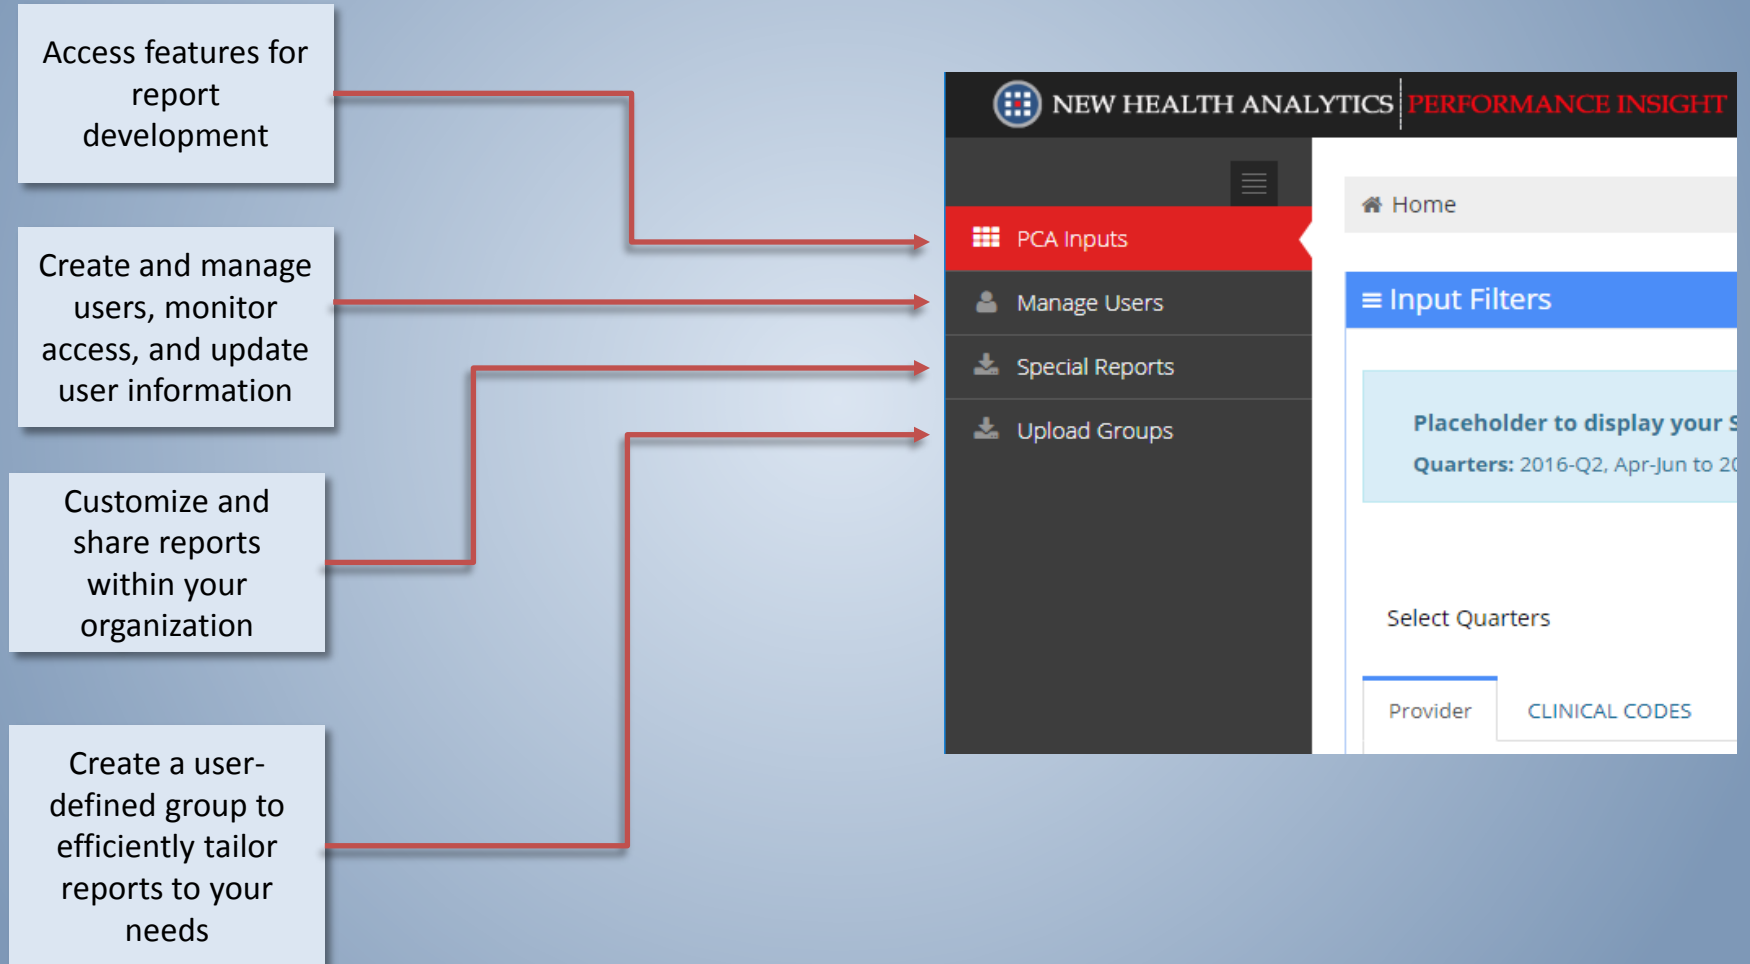 Access features for
report
development
Create and manage
users, monitor
access, and update
user information
Customize and
share reports
within your
organization
Create a user-
defined group to
efficiently tailor
reports to your
needs
NEW HEALTH ANALYTICS PERFORMANCE INSIGHT
PCA Inputs
Manage Users
Special Reports
Upload Groups
Home
Input Filters
Placeholder to display your
Quarters: 2016-Q2, Apr-Jun to 20
Select Quarters
Provider CLINICAL CODES